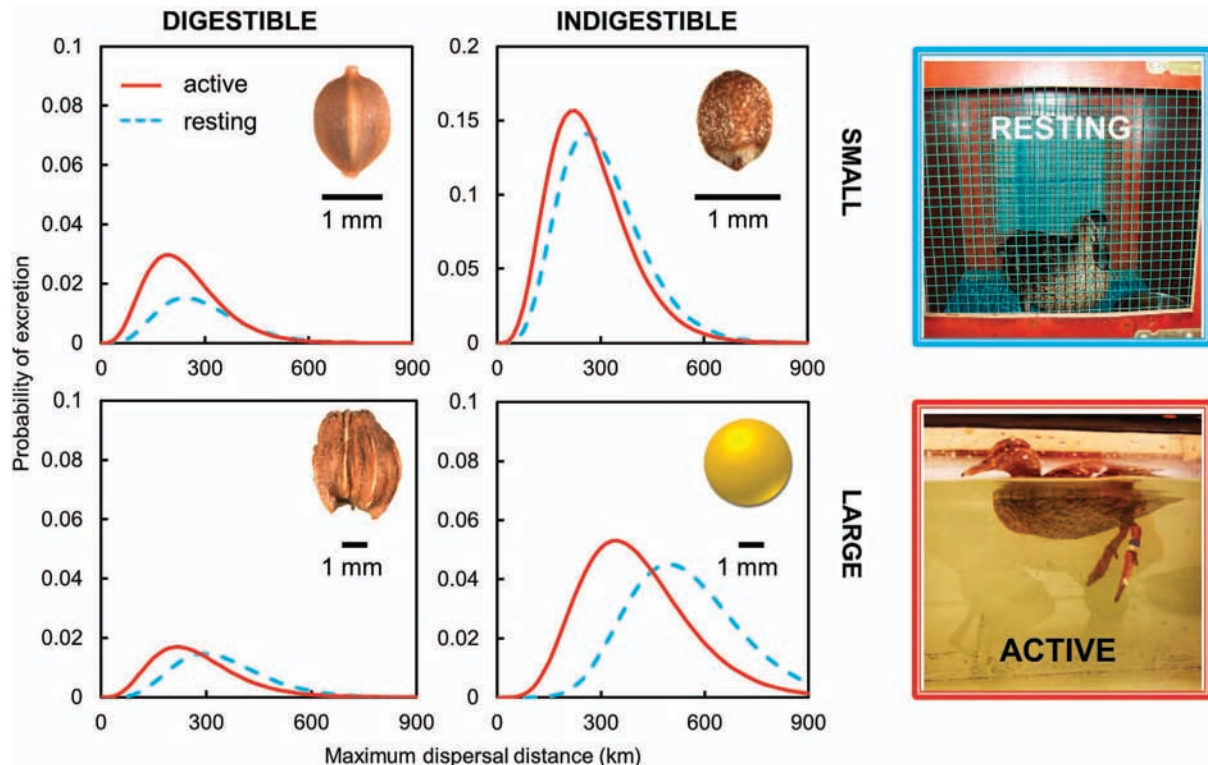 DIGESTIBLE
INDIGESTIBLE
0.1
0.08
0.06
0.04
0.02
0
active
resting
1 mm
0
300
600
900
0.2
0.15
0.1
0.05
0
1 mm
0
300
600
900
SMALL
RESTING
Probability of excretion
0.1
0.08
0.06
0.04
0.02
0
1 mm
0
300
600
900
0.1
0.08
0.06
0.04
0.02
0
1 mm
0
300
600
900
LARGE
ACTIVE
Maximum dispersal distance (km)